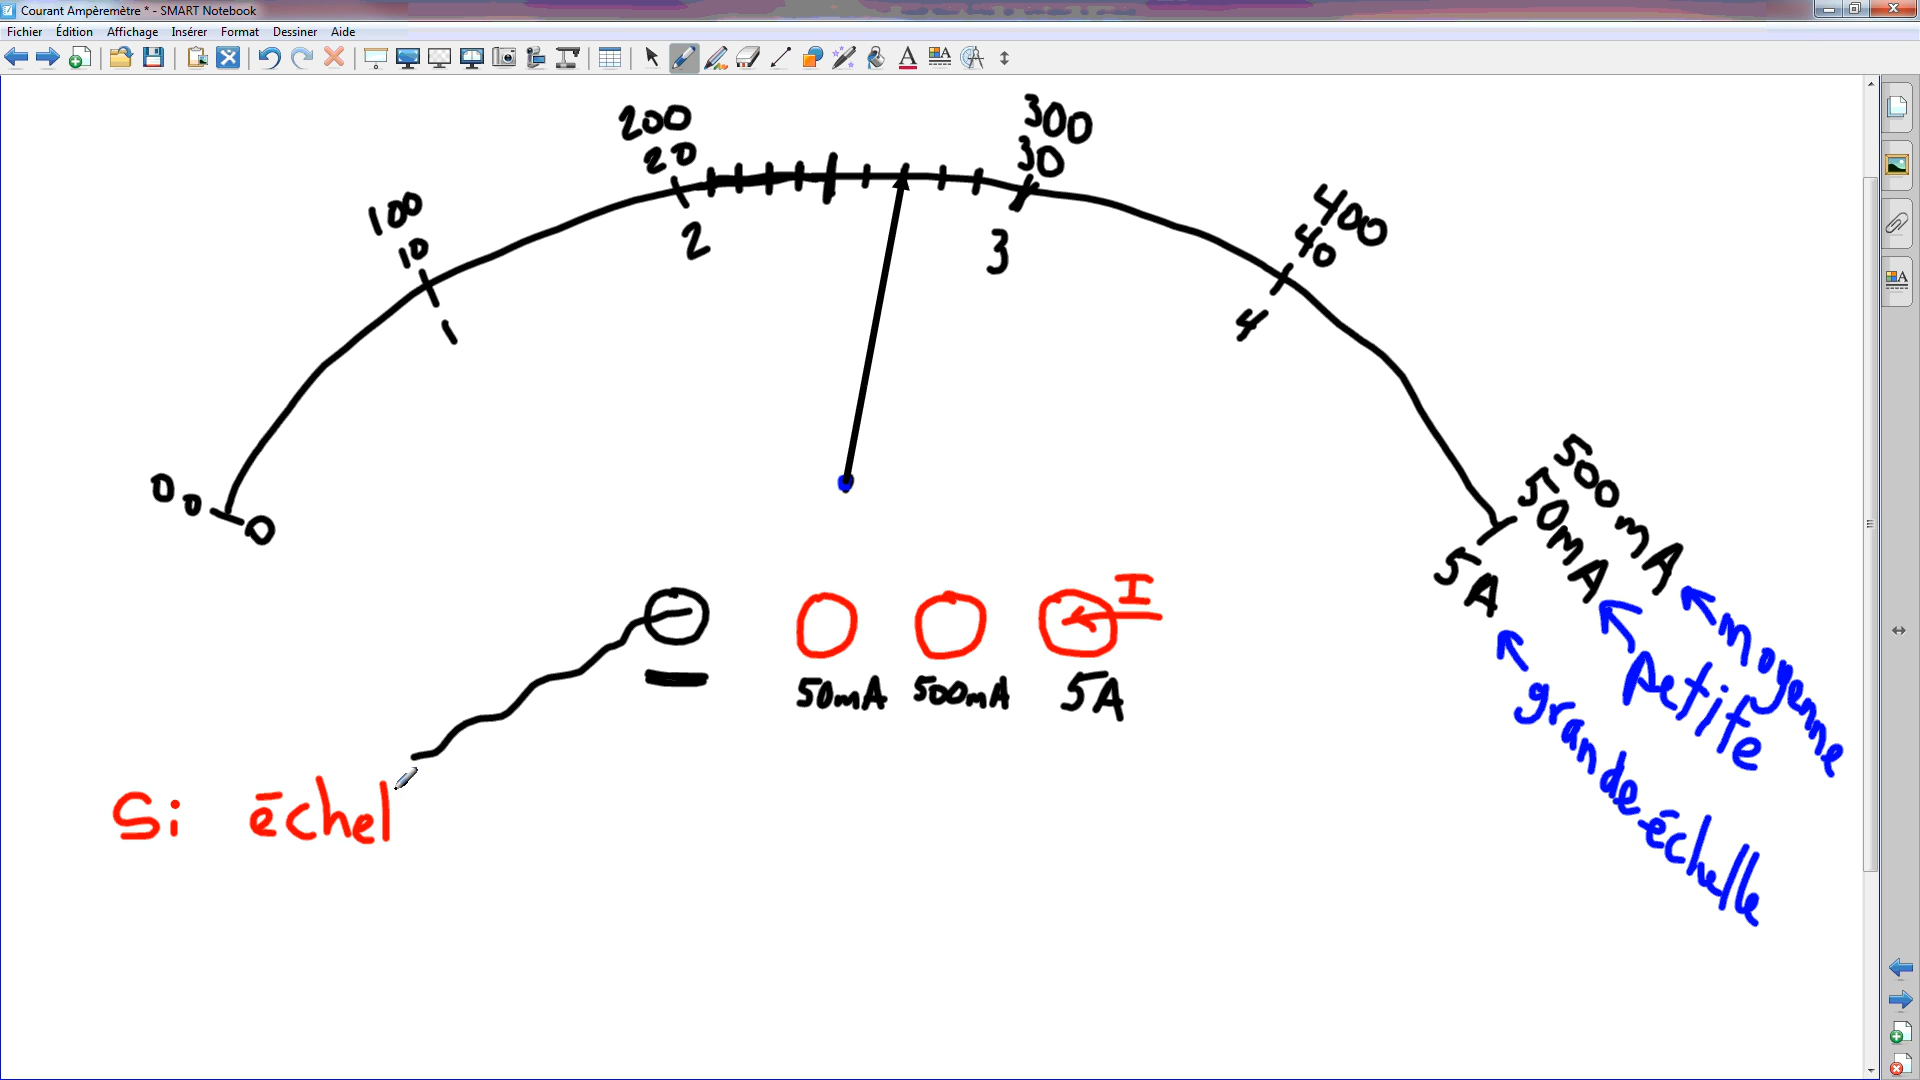 Courant Ampèremètre * - SMART Notebook
Fichier Édition Affichage Insérer Format Dessiner Aide
200
20
300
30
100
10
400
40
2
3
1
4
0
0
0
500mA
50mA
5A
I
50mA
500mA
5A
moyenne
petite
grande échelle
Si échel